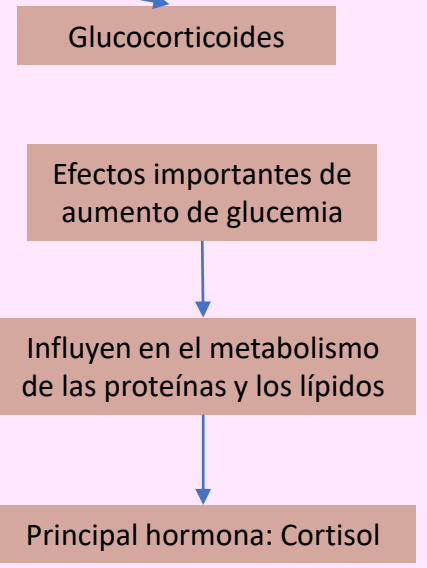 Glucocorticoides
Efectos importantes de
aumento de glucemia
Influyen en el metabolismo
de las proteínas y los lípidos
Principal hormona: Cortisol